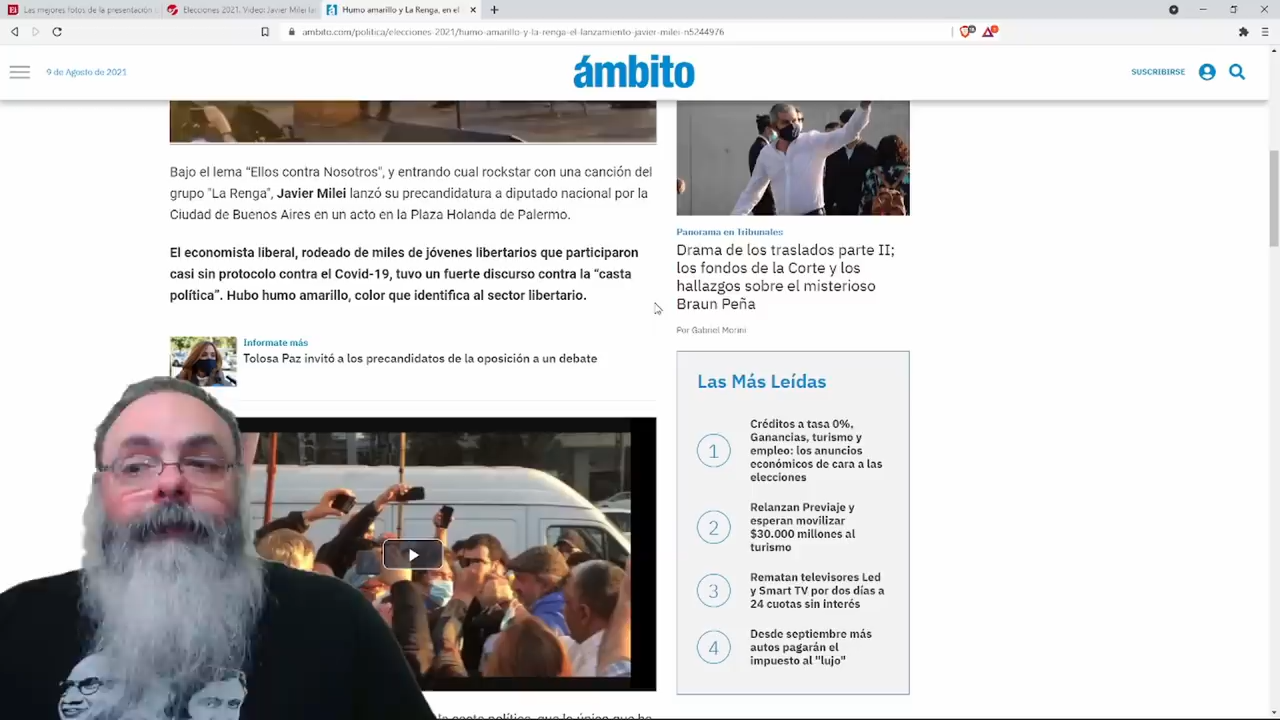 Las mejores fotos de la presentación
Elecciones 2021. Video: Javier Milei la
Humo amarillo y La Renga, en el
ambito.com/politica/elecciones-2021/humo-amarillo-y-la-renga-el-lanzamiento-javier-milei-n5244976
9 de Agosto de 2021
ámbito
SUSCRIBIRSE
Bajo el lema "Ellos contra Nosotros", y entrando cual rockstar con una canción del
grupo "La Renga", Javier Milei lanzó su precandidatura a diputado nacional por la
Ciudad de Buenos Aires en un acto en la Plaza Holanda de Palermo.
El economista liberal, rodeado de miles de jóvenes libertarios que participaron
casi sin protocolo contra el Covid-19, tuvo un fuerte discurso contra la “casta
política”. Hubo humo amarillo, color que identifica al sector libertario.
Informate más
Tolosa Paz invitó a los precandidatos de la oposición a un debate
Panorama en Tribunales
Drama de los traslados parte II;
los fondos de la Corte y los
hallazgos sobre el misterioso
Braun Peña
Por Gabriel Morini
Las Más Leídas
1
Créditos a tasa 0%,
Ganancias, turismo y
empleo: los anuncios
económicos de cara a las
elecciones
2
Relanzan Previaje y
esperan movilizar
$30.000 millones al
turismo
3
Rematan televisores Led
y Smart TV por dos días a
24 cuotas sin interés
4
Desde septiembre más
autos pagarán el
impuesto al "lujo"